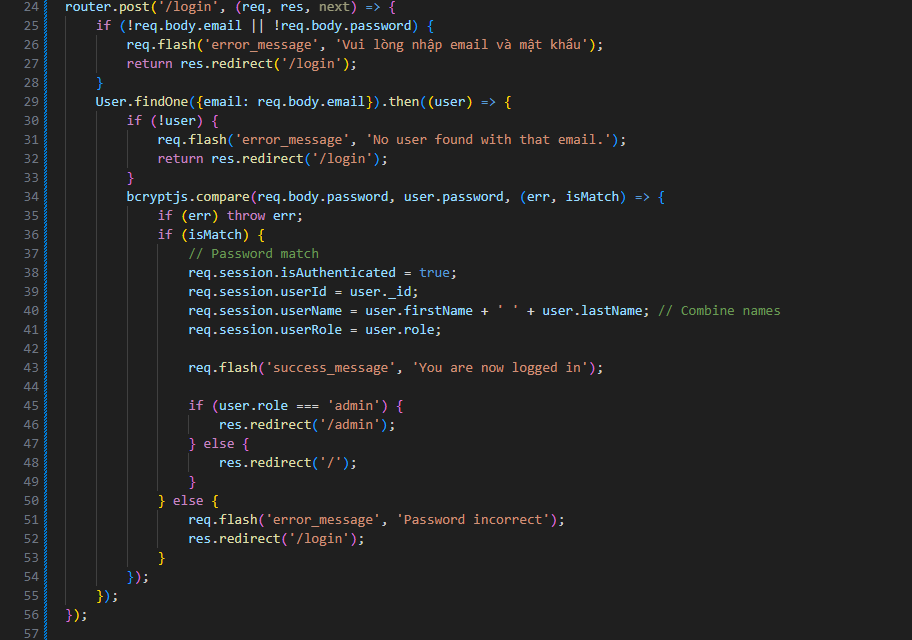 24 router.post('/login', (req, res, next) => {
25     if (!req.body.email || !req.body.password) {
26         req.flash('error_message', 'Vui lòng nhập email và mật khẩu');
27         return res.redirect('/login');
28     }
29     User.findOne({email: req.body.email}).then((user) => {
30         if (!user) {
31             req.flash('error_message', 'No user found with that email.');
32             return res.redirect('/login');
33         }
34         bcryptjs.compare(req.body.password, user.password, (err, isMatch) => {
35             if (err) throw err;
36             if (isMatch) {
37                 // Password match
38                 req.session.isAuthenticated = true;
39                 req.session.userId = user._id;
40                 req.session.userName = user.firstName + ' ' + user.lastName; // Combine names
41                 req.session.userRole = user.role;
42
43                 req.flash('success_message', 'You are now logged in');
44
45                 if (user.role === 'admin') {
46                     res.redirect('/admin');
47                 } else {
48                     res.redirect('/');
49                 }
50             } else {
51                 req.flash('error_message', 'Password incorrect');
52                 res.redirect('/login');
53             }
54         });
55     });
56 });
57